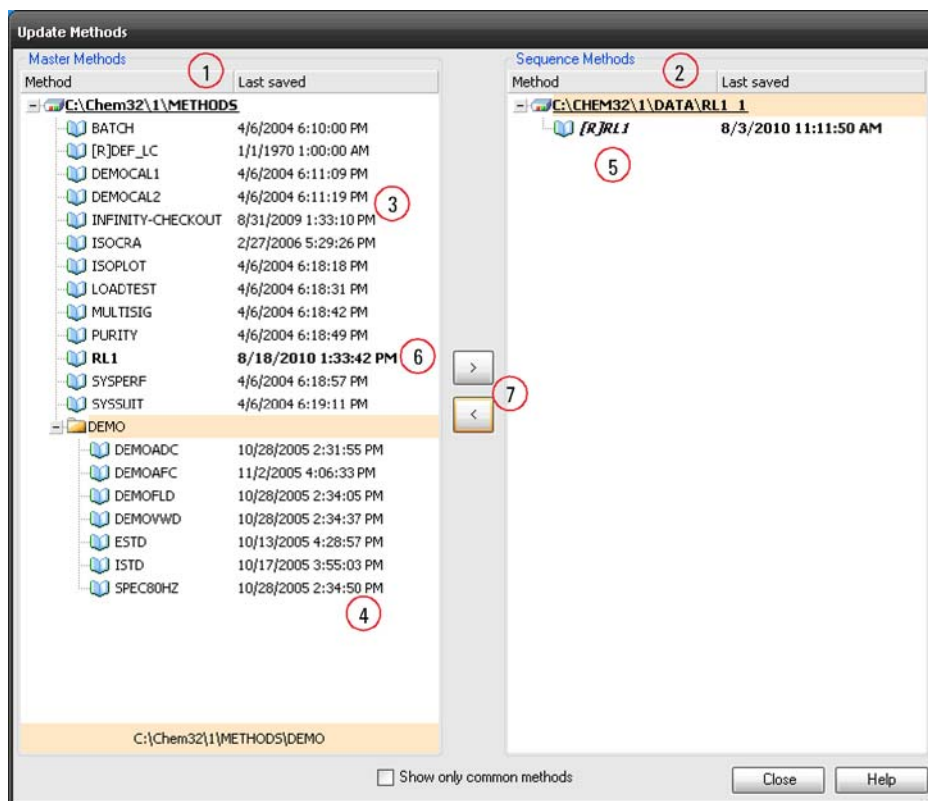 Update Methods
Master Methods
1
Method Last saved
C:\Chem32\1\METHODS
BATCH 4/6/2004 6:10:00 PM
[R]DEF_LC 1/1/1970 1:00:00 AM
DEMOCAL1 4/6/2004 6:11:09 PM
DEMOCAL2 4/6/2004 6:11:19 PM
3
INFINITY-CHECKOUT 8/31/2009 1:33:10 PM
ISOCRA 2/27/2006 5:29:26 PM
ISOPLOT 4/6/2004 6:18:18 PM
LOADTEST 4/6/2004 6:18:31 PM
MULTISIG 4/6/2004 6:18:42 PM
PURITY 4/6/2004 6:18:49 PM
RL1 8/18/2010 1:33:42 PM 6
SYSPERF 4/6/2004 6:18:57 PM
SYSSUIT 4/6/2004 6:19:11 PM
DEMO
DEMOADC 10/28/2005 2:31:55 PM
DEMOAFC 11/2/2005 4:06:33 PM
DEMOFLD 10/28/2005 2:34:05 PM
DEMOVWD 10/28/2005 2:34:37 PM
ESTD 10/13/2005 4:28:57 PM
ISTD 10/17/2005 3:55:03 PM
SPEC80HZ 10/28/2005 2:34:50 PM
4
C:\Chem32\1\METHODS\DEMO
>
7
<
Sequence Methods
2
Method Last saved
C:\CHEM32\1\DATA\RL1_1
[R]RL1 8/3/2010 11:11:50 AM
5
Show only common methods
Close Help